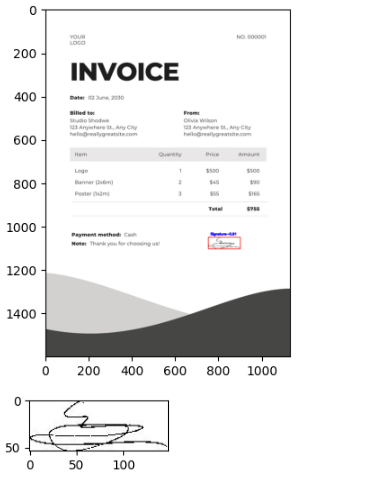 0
200
400
600
800
1000
1200
1400
YOUR
LOGO
NO. 000001
INVOICE
Date: 02 June, 2030
Billed to:
Studio Shodwe
123 Anywhere St., Any City
hello@reallygreatsite.com
From:
Olivia Wilson
123 Anywhere St., Any City
hello@reallygreatsite.com
Item Quantity Price Amount
Logo 1 $500 $500
Banner (2x6m) 2 $45 $90
Poster (1x2m) 3 $55 $165
Total $755
Payment method: Cash
Note: Thank you for choosing us!
0 200 400 600 800 1000
0
50
0 50 100